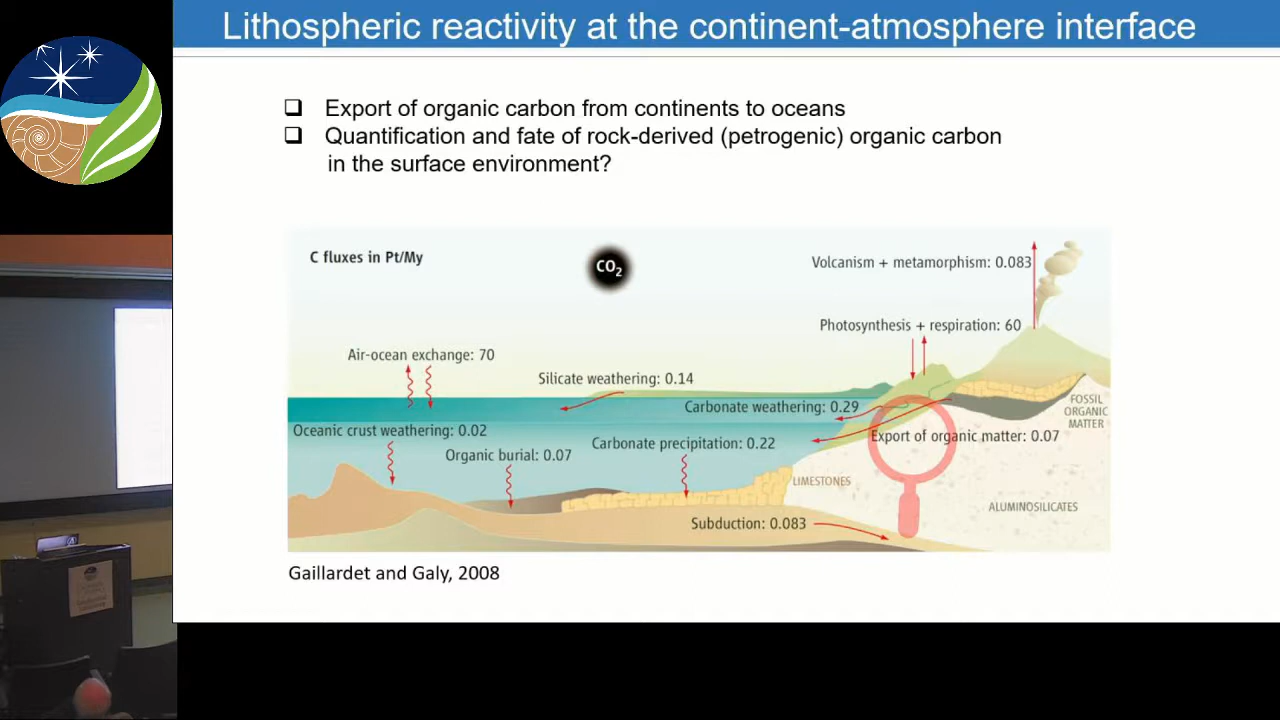 Lithospheric reactivity at the continent-atmosphere interface
❑ Export of organic carbon from continents to oceans
❑ Quantification and fate of rock-derived (petrogenic) organic carbon
in the surface environment?
C fluxes in Pt/My
CO₂
Volcanism + metamorphism: 0.083
Photosynthesis + respiration: 60
Air-ocean exchange: 70
Silicate weathering: 0.14
Carbonate weathering: 0.29
FOSSIL
ORGANIC
MATTER
Oceanic crust weathering: 0.02
Carbonate precipitation: 0.22
Export of organic matter: 0.07
Organic burial: 0.07
LIMESTONES
ALUMINOSILICATES
Subduction: 0.083
Gaillardet and Galy, 2008